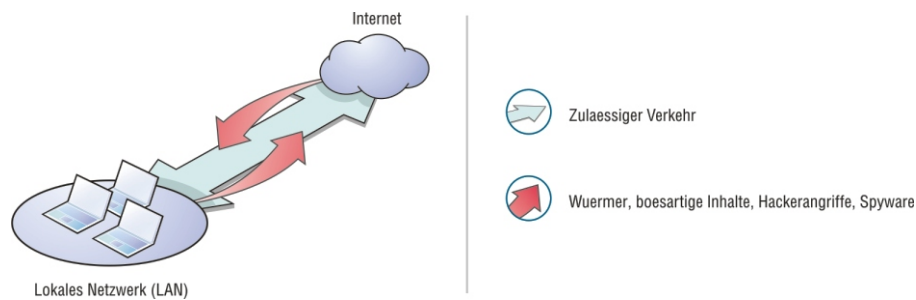 Internet
Lokales Netzwerk (LAN)
Zulaessiger Verkehr
Wuermer, boesartige Inhalte, Hackerangriffe, Spyware